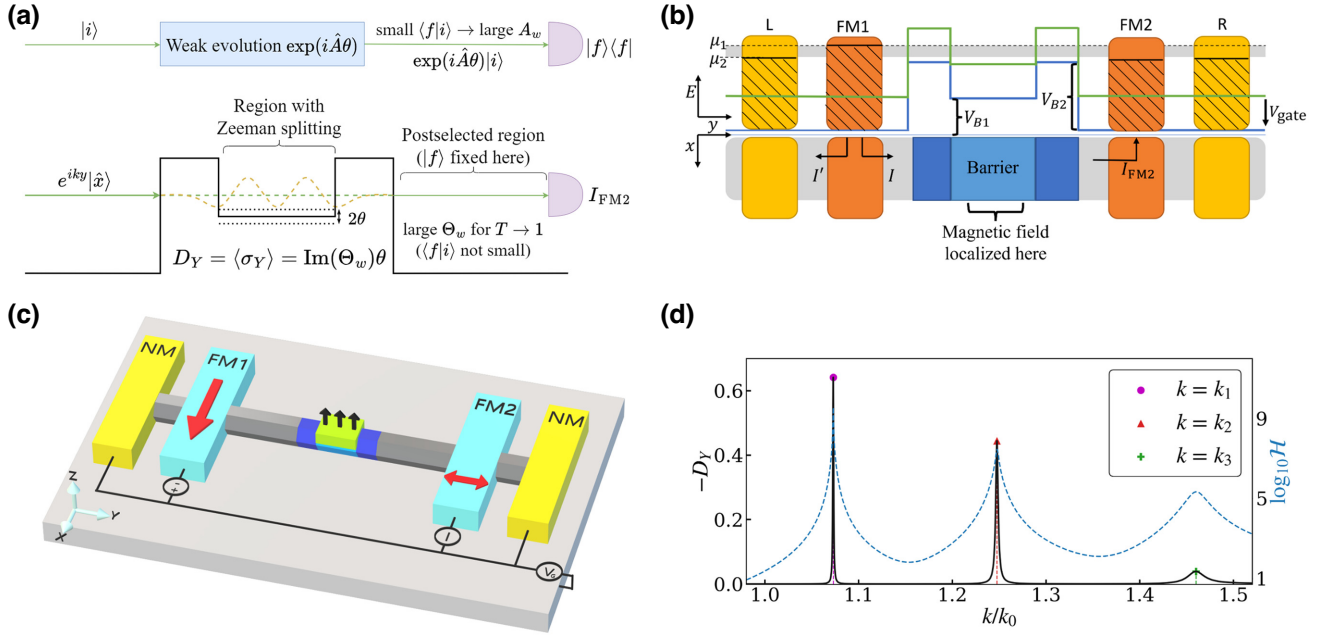 (a)
|i⟩
Weak evolution exp(iÂθ)
small ⟨f|i⟩ → large A_w
exp(iÂθ)|i⟩
|f⟩⟨f|
Region with
Zeeman splitting
Postselected region
(|f⟩ fixed here)
e^{iky}|x̂⟩
I_FM2
2θ
large Θ_w for T → 1
(⟨f|i⟩ not small)
D_Y = ⟨σ_Y⟩ = Im(Θ_w)θ
(b)
L
FM1
FM2
R
μ₁
μ₂
E
y
x
V_B1
V_B2
V_gate
I′
I
Barrier
I_FM2
Magnetic field
localized here
(c)
NM
FM1
FM2
NM
-
+
I
V_G
Z
Y
X
(d)
−D_Y
0.6
0.4
0.2
0.0
k = k₁
k = k₂
k = k₃
9
5
1
log₁₀H
1.0
1.1
1.2
1.3
1.4
1.5
k/k₀